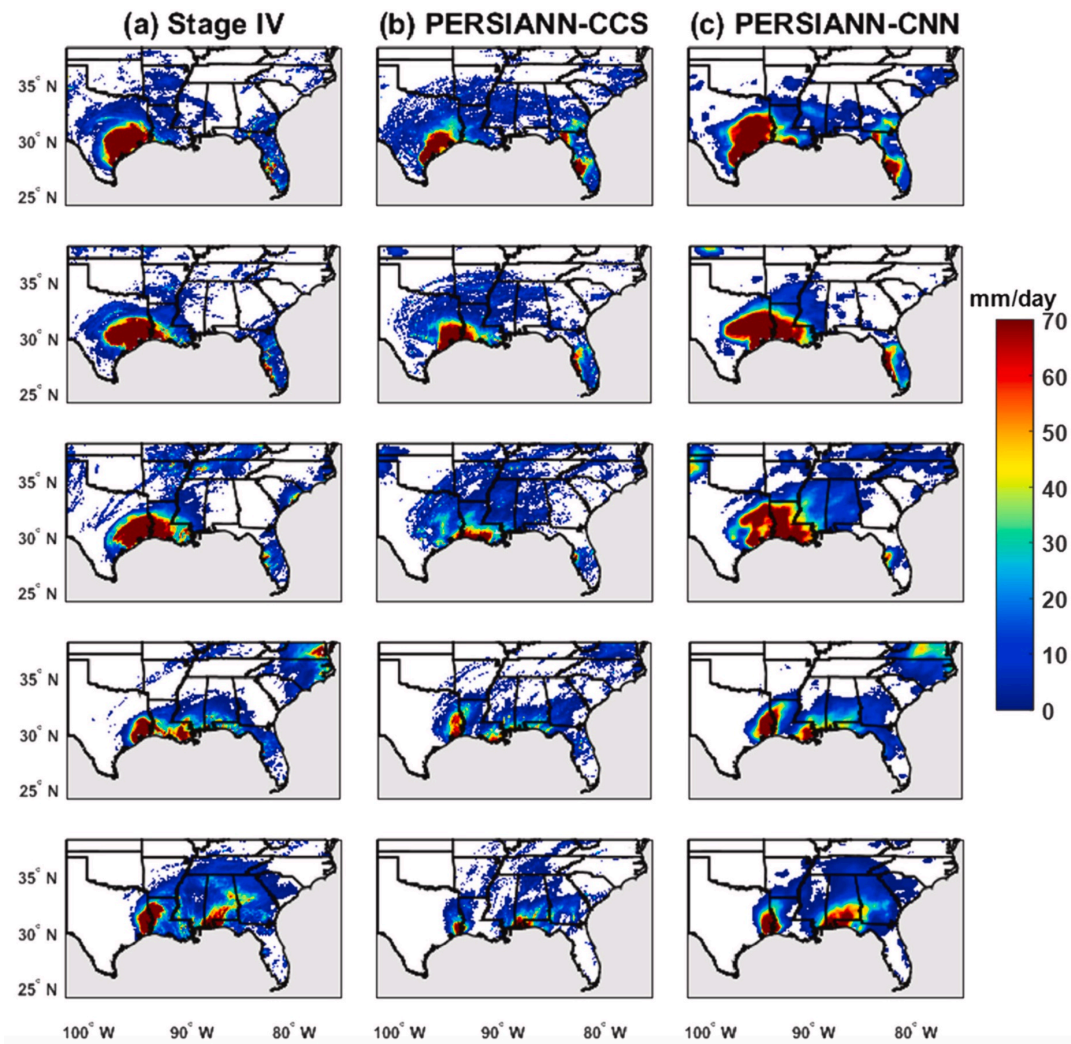 (a) Stage IV (b) PERSIANN-CCS (c) PERSIANN-CNN
35° N
30° N
25° N
35° N
30° N
25° N
35° N
30° N
25° N
35° N
30° N
25° N
35° N
30° N
25° N
mm/day
70
60
50
40
30
20
10
0
100° W 90° W 80° W 100° W 90° W 80° W 100° W 90° W 80° W